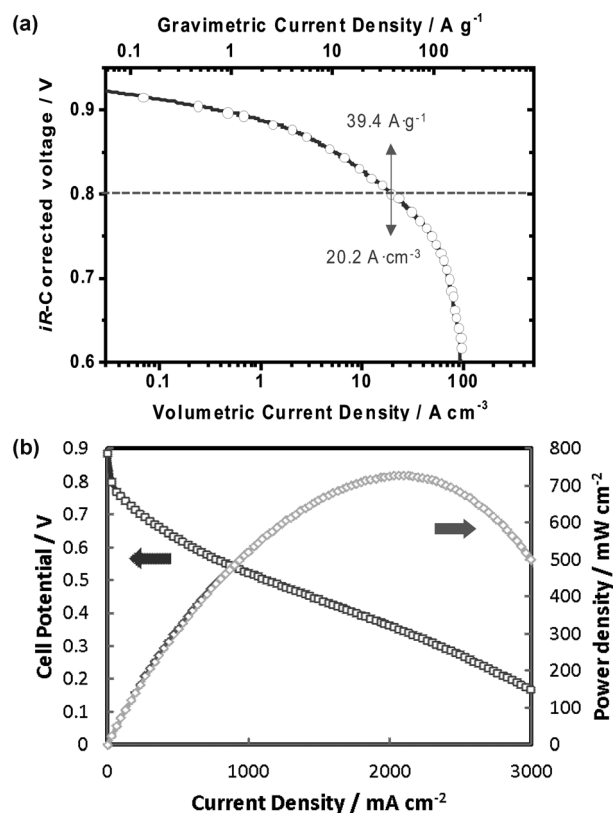 (a)
Gravimetric Current Density / A g⁻¹
0.1 1 10 100
iR-Corrected voltage / V
0.9
0.8
0.7
0.6
39.4 A·g⁻¹
20.2 A·cm⁻³
0.1 1 10 100
Volumetric Current Density / A cm⁻³
(b)
Cell Potential / V
0.9
0.8
0.7
0.6
0.5
0.4
0.3
0.2
0.1
0
800
700
600
500
400
300
200
100
0
Power density / mW cm⁻²
0 1000 2000 3000
Current Density / mA cm⁻²